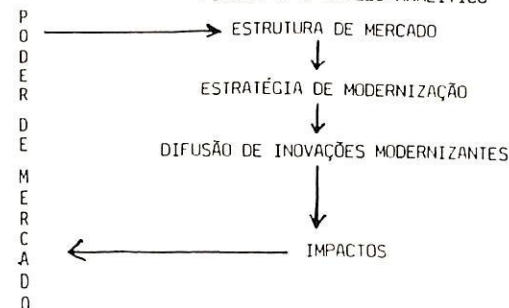 PODER DE MERCADO
ESTRUTURA DE MERCADO
ESTRATÉGIA DE MODERNIZAÇÃO
DIFUSÃO DE INOVAÇÕES MODERNIZANTES
IMPACTOS